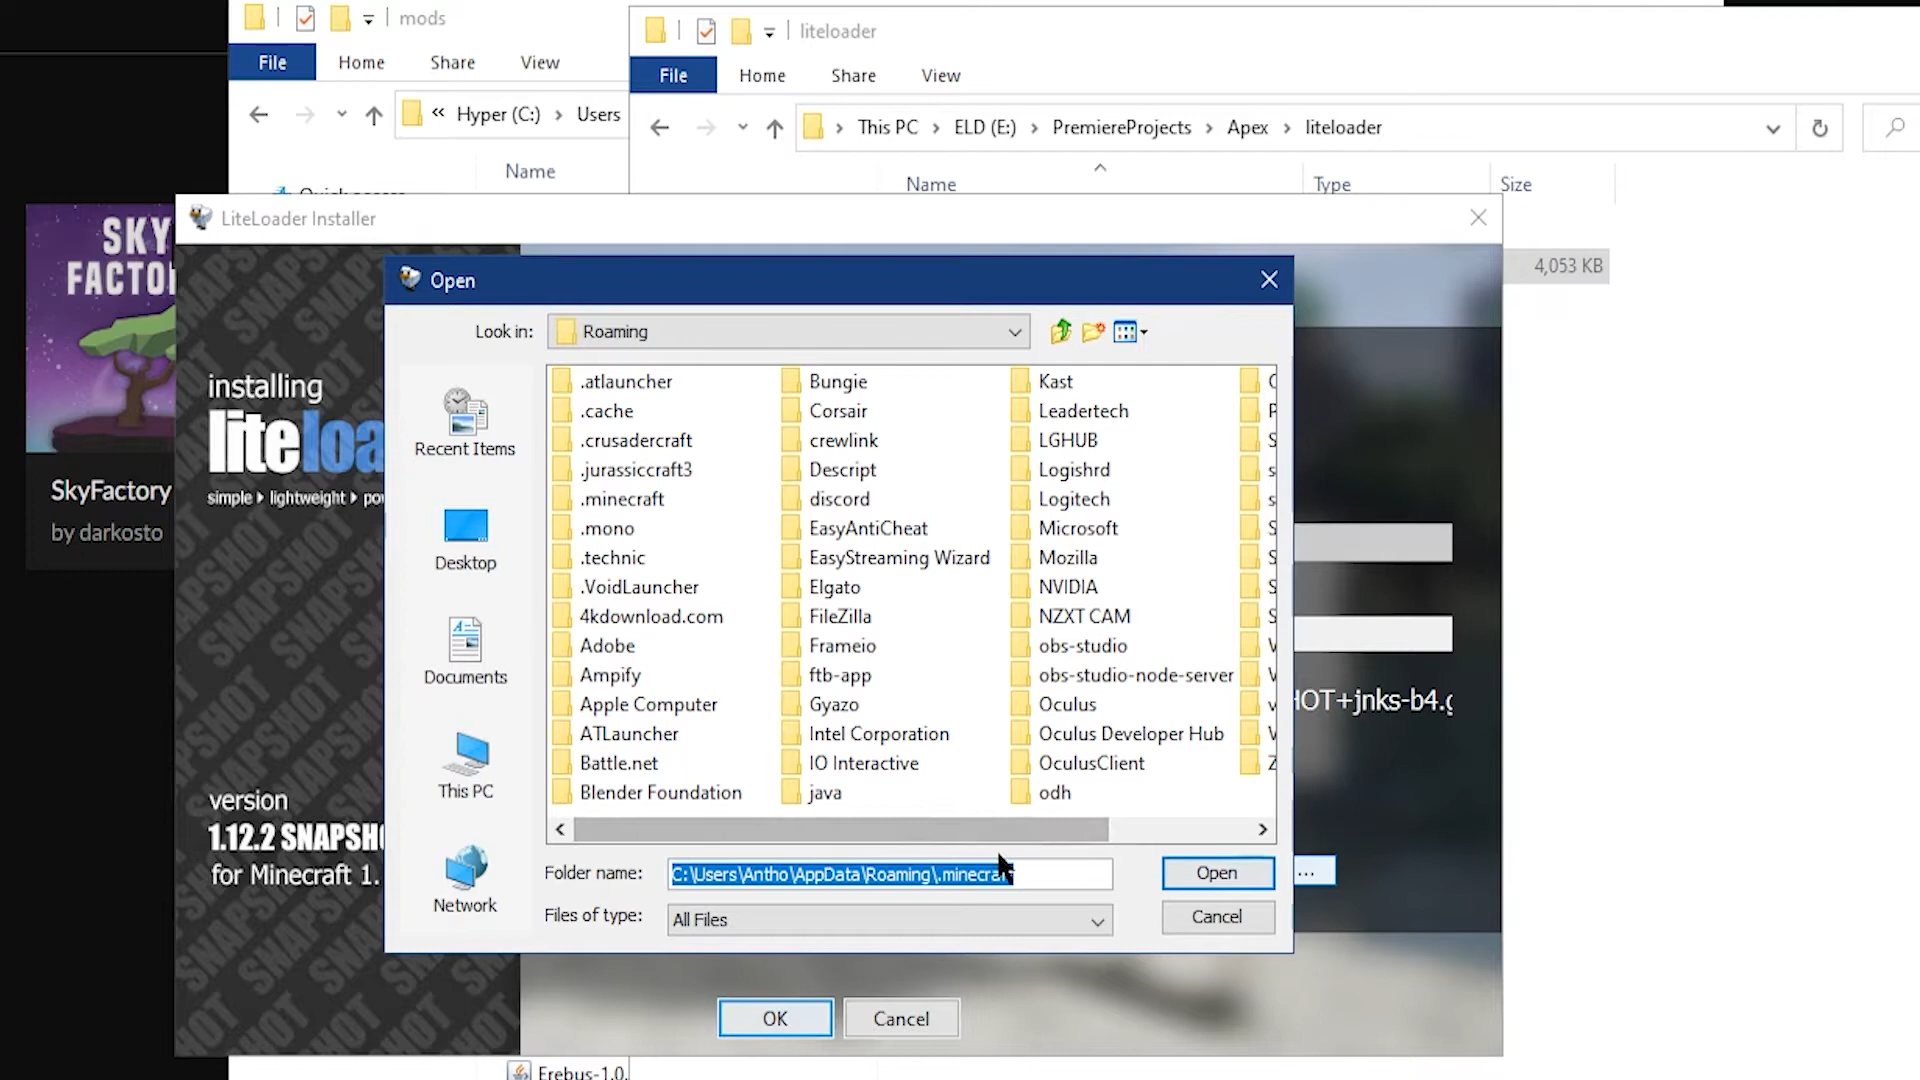 mods
File Home Share View
« Hyper (C:) › Users
Name
Quick access
liteloader
File Home Share View
› This PC › ELD (E:) › PremiereProjects › Apex › liteloader
Name Type Size
4,053 KB
SKY
FACTO
SkyFactory
by darkosto
LiteLoader Installer
installing
liteloa
simple lightweight po
version
1.12.2 SNAPSH
for Minecraft 1.
SNAPSHOT
Open
Look in: Roaming
Recent Items
Desktop
Documents
This PC
Network
.atlauncher
.cache
.crusadercraft
.jurassiccraft3
.minecraft
.mono
.technic
.VoidLauncher
4kdownload.com
Adobe
Ampify
Apple Computer
ATLauncher
Battle.net
Blender Foundation
Bungie
Corsair
crewlink
Descript
discord
EasyAntiCheat
EasyStreaming Wizard
Elgato
FileZilla
Frameio
ftb-app
Gyazo
Intel Corporation
IO Interactive
java
Kast
Leadertech
LGHUB
Logishrd
Logitech
Microsoft
Mozilla
NVIDIA
NZXT CAM
obs-studio
obs-studio-node-server
Oculus
Oculus Developer Hub
OculusClient
odh
Folder name: C:\Users\Antho\AppData\Roaming\.minecraft
Open
Files of type: All Files
Cancel
HOT+jnks-b4.g
...
OK
Cancel
Erebus-1.0.